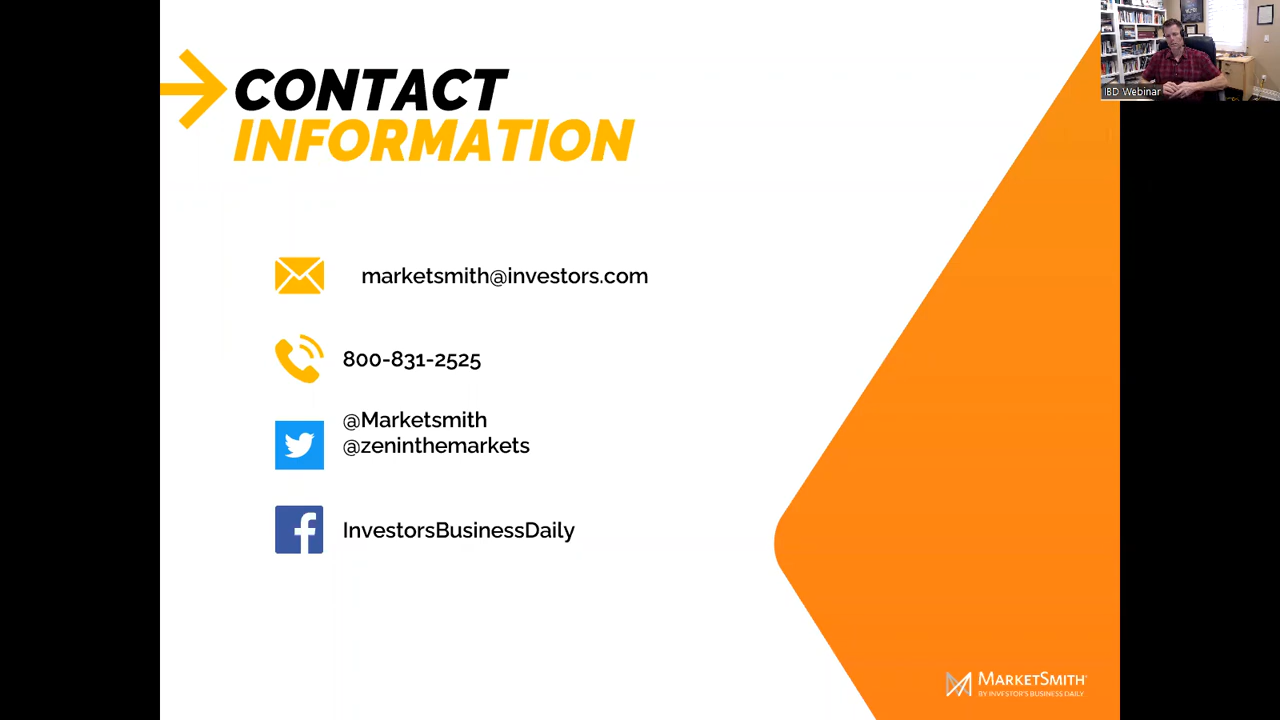 CONTACT
INFORMATION
marketsmith@investors.com
800-831-2525
@Marketsmith
@zeninthemarkets
InvestorsBusinessDaily
IBD Webinar
MARKETSMITH®
BY INVESTOR'S BUSINESS DAILY